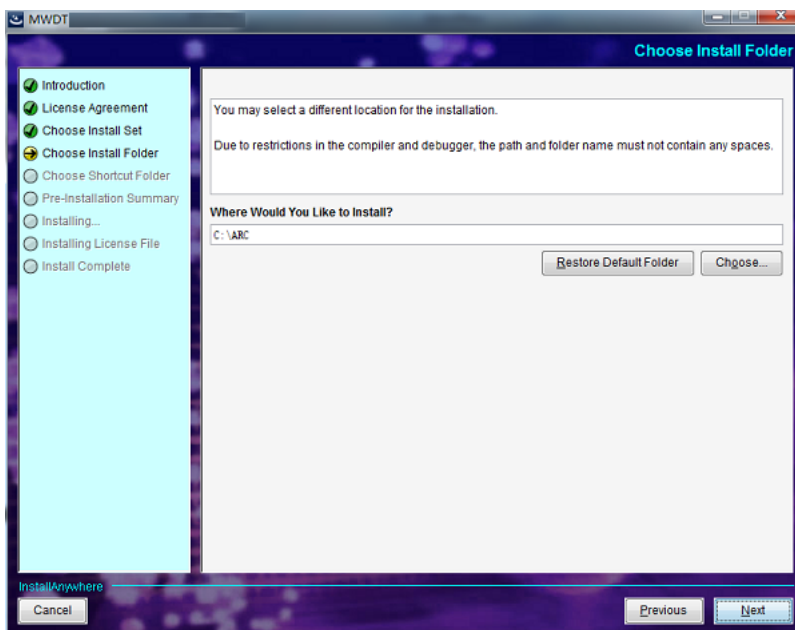 MWDT
Choose Install Folder
Introduction
License Agreement
Choose Install Set
Choose Install Folder
Choose Shortcut Folder
Pre-Installation Summary
Installing...
Installing License File
Install Complete
You may select a different location for the installation.
Due to restrictions in the compiler and debugger, the path and folder name must not contain any spaces.
Where Would You Like to Install?
C:\ARC
Restore Default Folder
Choose...
InstallAnywhere
Cancel
Previous
Next